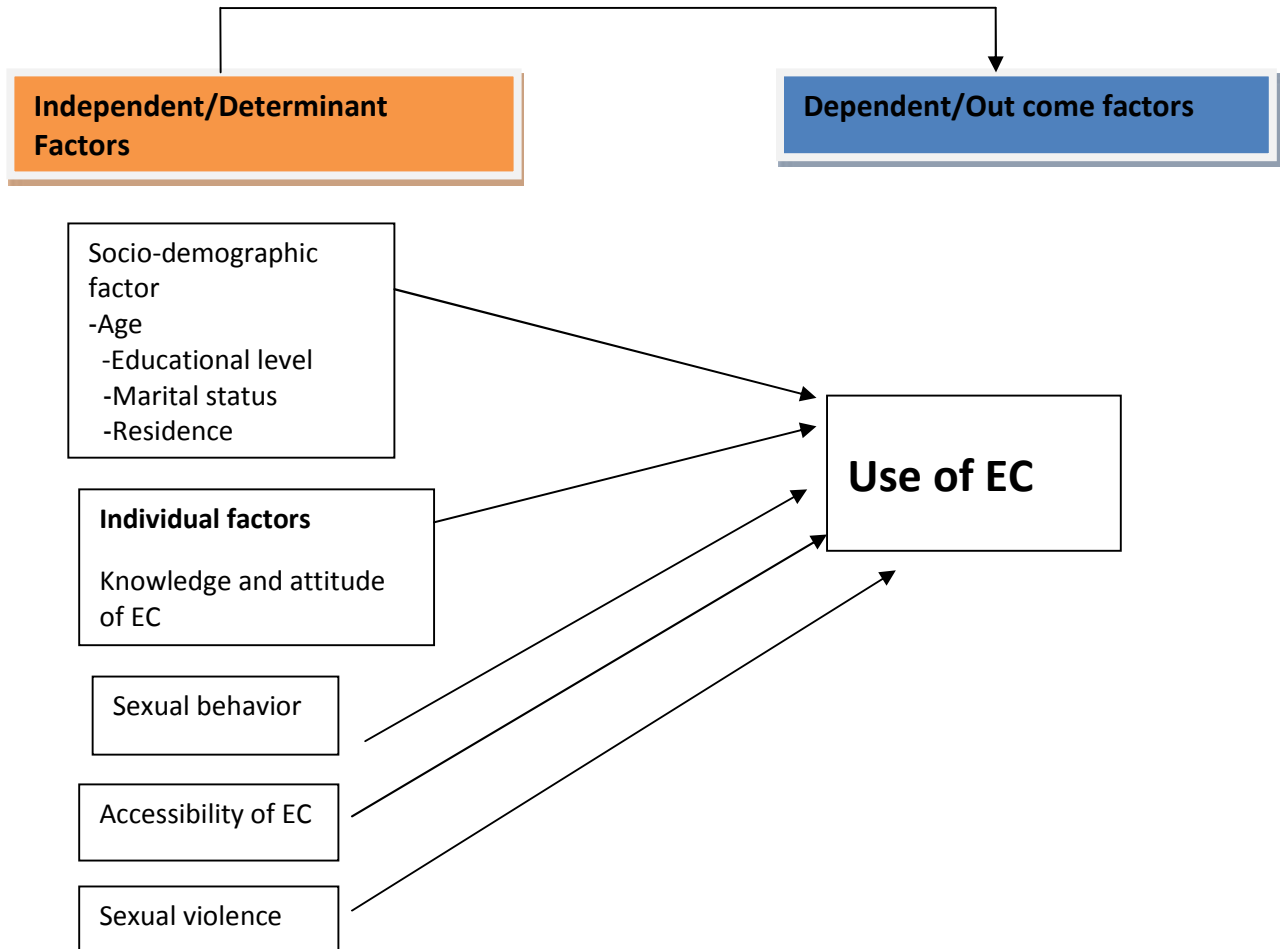 Independent/Determinant
Factors
Dependent/Out come factors
Socio-demographic
factor
-Age
-Educational level
-Marital status
-Residence
Use of EC
Individual factors
Knowledge and attitude
of EC
Sexual behavior
Accessibility of EC
Sexual violence